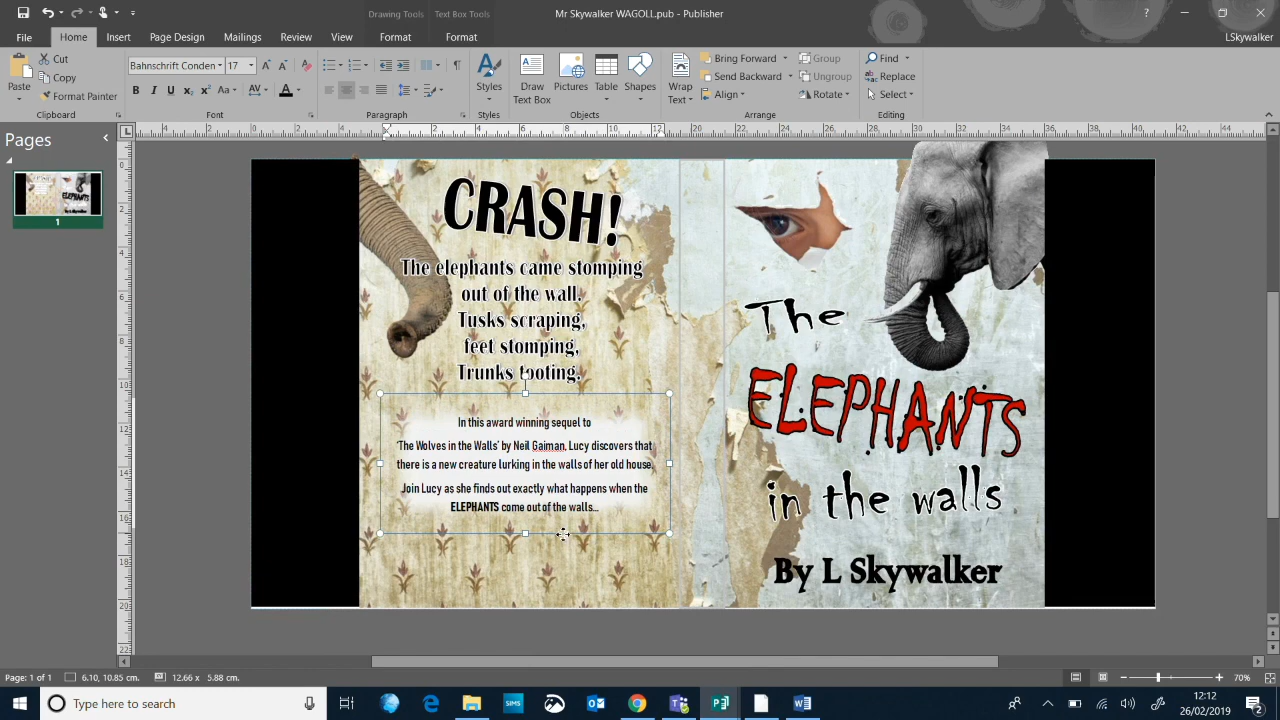 Drawing Tools Text Box Tools Mr Skywalker WAGOLL.pub - Publisher ?
File Home Insert Page Design Mailings Review View Format Format LSkywalker
Paste Cut Copy Format Painter
Bahnschrift Conden 17
Styles Draw Text Box Pictures Table Shapes Wrap Text
Bring Forward Send Backward Align Group Ungroup Rotate
Find Replace Select
Clipboard Font Paragraph Styles Objects Arrange Editing
Pages
1
CRASH!
The elephants came stomping
out of the wall.
Tusks scraping,
feet stomping,
Trunks tooting.
In this award winning sequel to
‘The Wolves in the Walls’ by Neil Gaiman, Lucy discovers that
there is a new creature lurking in the walls of her old house.
Join Lucy as she finds out exactly what happens when the
ELEPHANTS come out of the walls...
The
ELEPHANTS
in the walls
By L Skywalker
Page: 1 of 1 6.10, 10.85 cm. 12.66 x 5.88 cm. 70%
Type here to search
SIMS
12:12
26/02/2019
2